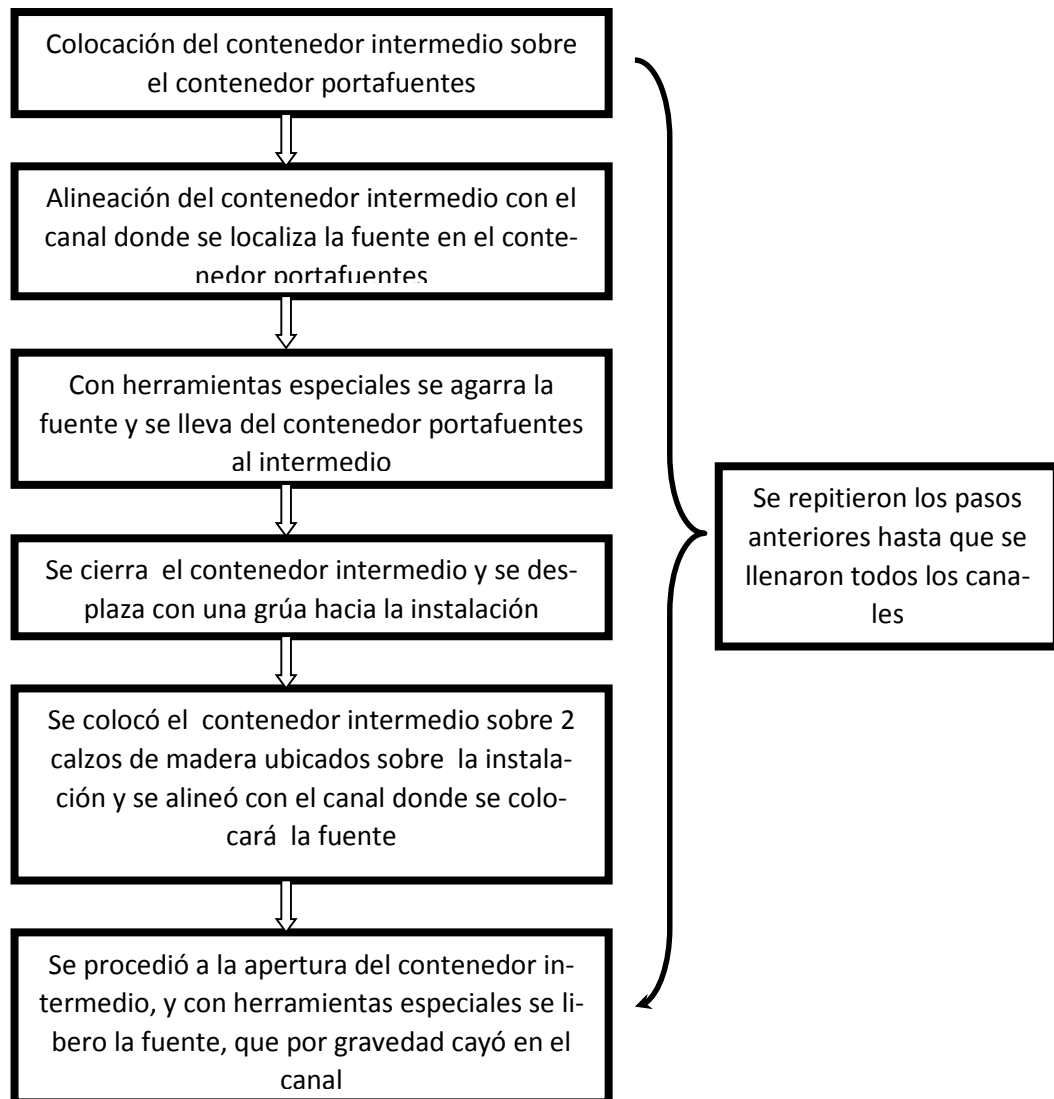 Colocación del contenedor intermedio sobre
el contenedor portafuentes
Alineación del contenedor intermedio con el
canal donde se localiza la fuente en el conte-
nedor portafuentes
Con herramientas especiales se agarra la
fuente y se lleva del contenedor portafuentes
al intermedio
Se cierra  el contenedor intermedio y se des-
plaza con una grúa hacia la instalación
Se colocó el  contenedor intermedio sobre 2
calzos de madera ubicados sobre  la instala-
ción y se alineó con el canal donde se colo-
cará  la fuente
Se procedió a la apertura del contenedor in-
termedio, y con herramientas especiales se li-
bero la fuente, que por gravedad cayó en el
canal
Se repitieron los pasos
anteriores hasta que se
llenaron todos los cana-
les